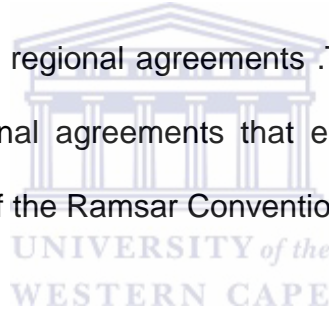 regional agreements .T
nal agreements that e
f the Ramsar Conventio
UNIVERSITY of the
WESTERN CAPE